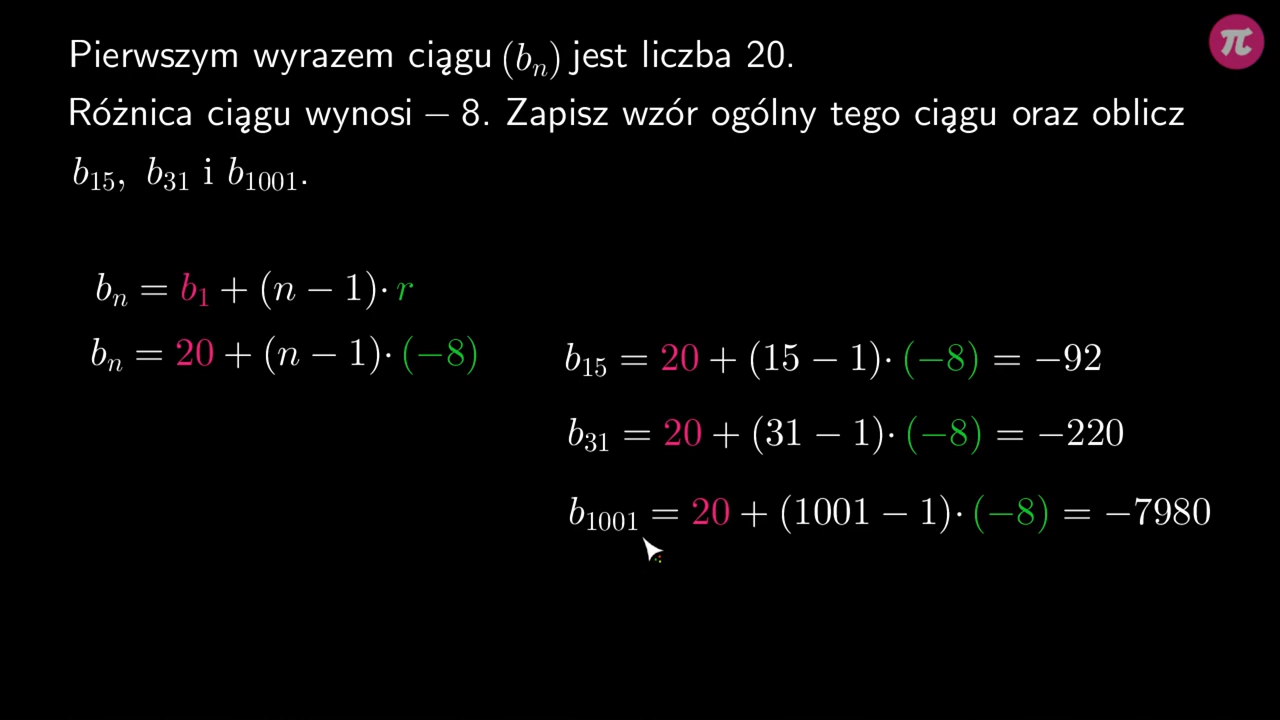 Pierwszym wyrazem ciągu (bₙ) jest liczba 20.
Różnica ciągu wynosi − 8. Zapisz wzór ogólny tego ciągu oraz oblicz
b₁₅, b₃₁ i b₁₀₀₁.
π
bₙ = b₁ + (n − 1)· r
bₙ = 20 + (n − 1)· (−8)
b₁₅ = 20 + (15 − 1)· (−8) = −92
b₃₁ = 20 + (31 − 1)· (−8) = −220
b₁₀₀₁ = 20 + (1001 − 1)· (−8) = −7980